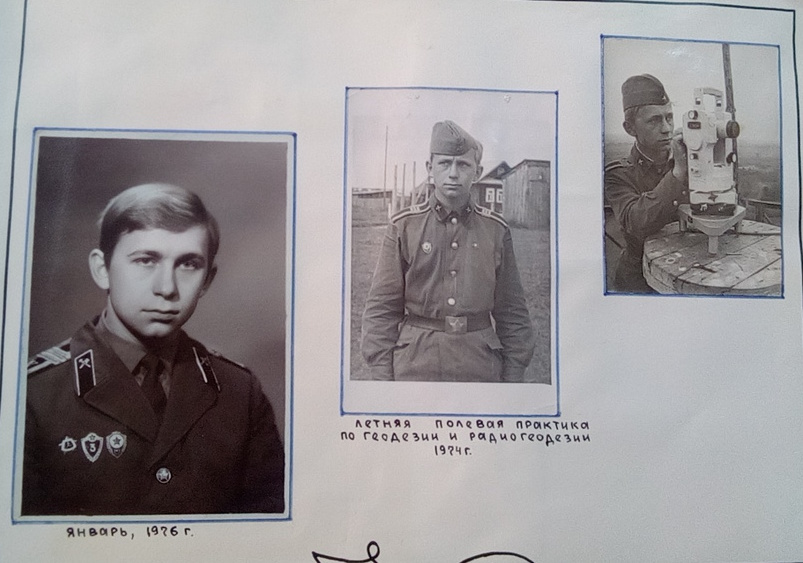 ЛЕТНЯЯ ПОЛЕВАЯ ПРАКТИКА
ПО ГЕОДЕЗИИ И РАДИОГЕОДЕЗИИ
1974г.
ЯНВАРЬ, 1976 г.